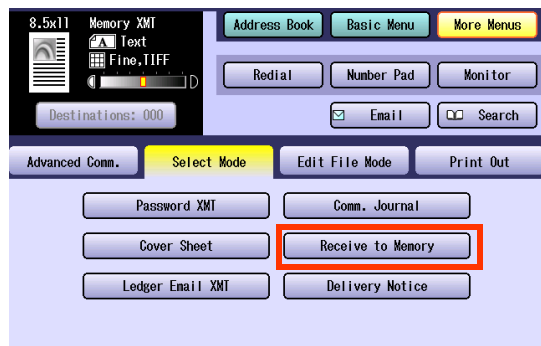 8.5x11 Memory XMT
A Text
Fine,TIFF
D
Destinations: 000
Address Book Basic Menu More Menus
Redial Number Pad Monitor
Email Search
Advanced Comm. Select Mode Edit File Mode Print Out
Password XMT Comm. Journal
Cover Sheet Receive to Memory
Ledger Email XMT Delivery Notice